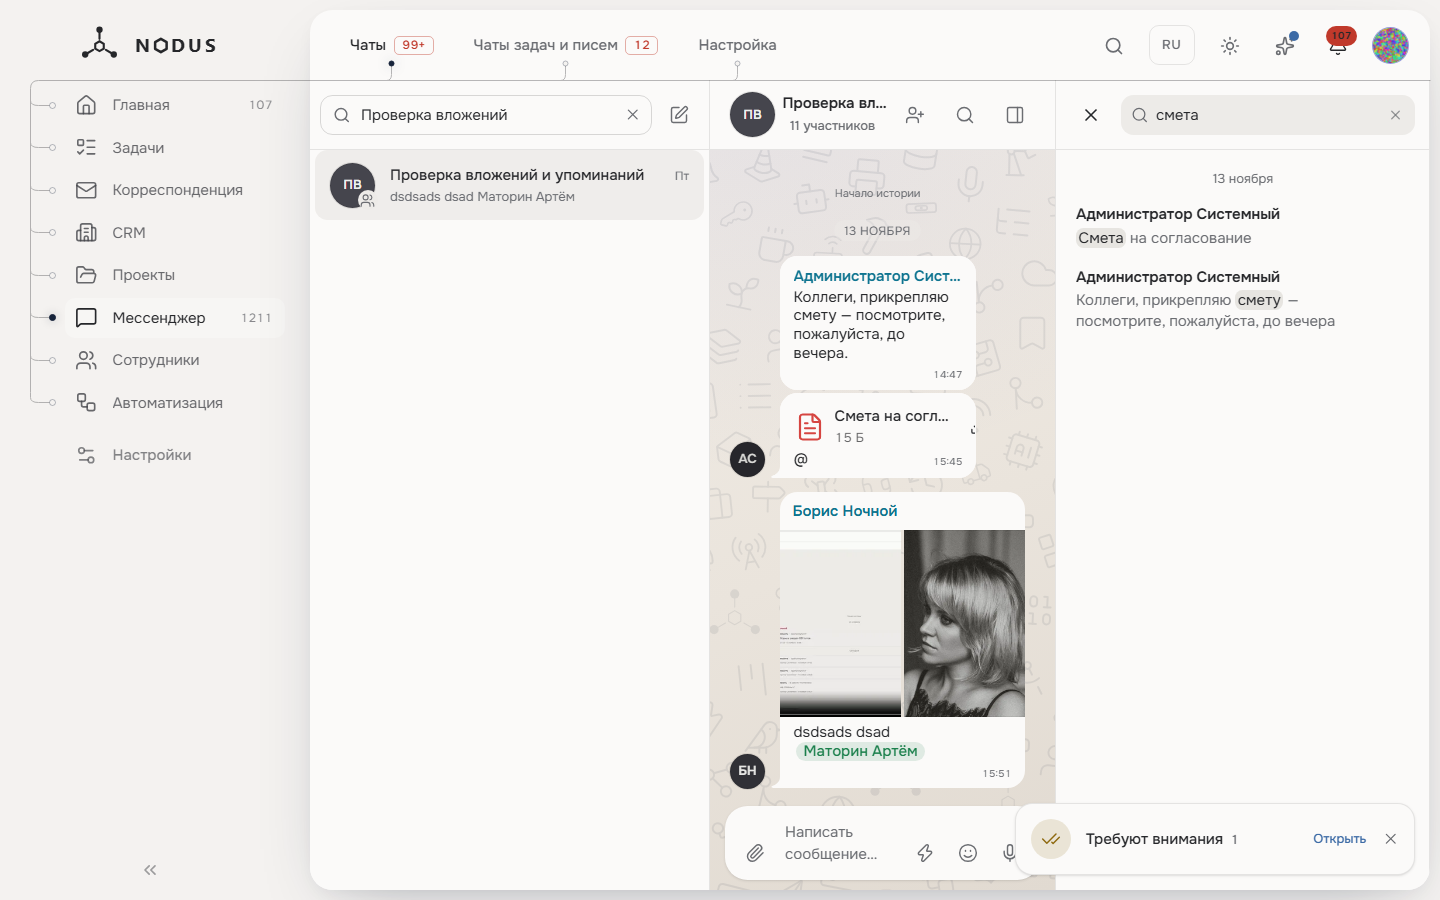 NODUS
Чаты 99+
Чаты задач и писем 12
Настройка
RU
107
Главная 107
Задачи
Корреспонденция
CRM
Проекты
Мессенджер 1211
Сотрудники
Автоматизация
Настройки
Проверка вложений
ПВ
Проверка вложений и упоминаний
Пт
dsdsads dsad Маторин Артём
ПВ
Проверка вл...
11 участников
Начало истории
13 НОЯБРЯ
Администратор Сист...
Коллеги, прикрепляю
смету — посмотрите,
пожалуйста, до
вечера.
14:47
Смета на согл...
15 Б
@
15:45
АС
Борис Ночной
dsdsads dsad
Маторин Артём
15:51
БН
Написать
сообщение...
смета
13 ноября
Администратор Системный
Смета на согласование
Администратор Системный
Коллеги, прикрепляю смету —
посмотрите, пожалуйста, до вечера
Требуют внимания 1
Открыть